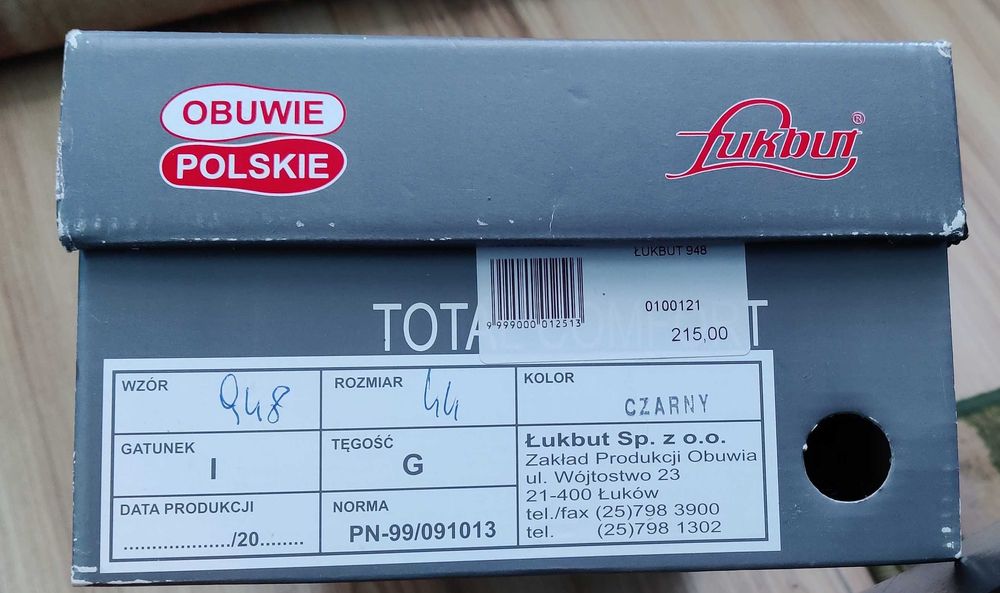 OBUWIE
POLSKIE
Łukbut ®
ŁUKBUT 948
9 999000 012513
0100121
215,00
TOTAL COMFORT
WZÓR 948
ROZMIAR 44
KOLOR
CZARNY
GATUNEK
I
TĘGOŚĆ
G
DATA PRODUKCJI
.................../20........
NORMA
PN-99/091013
Łukbut Sp. z o.o.
Zakład Produkcji Obuwia
ul. Wójtostwo 23
21-400 Łuków
tel./fax (25)798 3900
tel. (25)798 1302